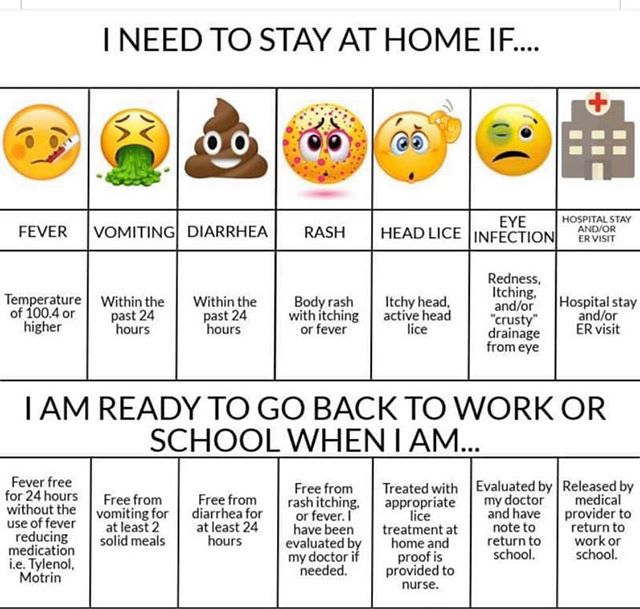 I NEED TO STAY AT HOME IF....
FEVER
VOMITING
DIARRHEA
RASH
HEAD LICE
EYE
INFECTION
HOSPITAL STAY
AND/OR
ER VISIT
Temperature
of 100.4 or
higher
Within the
past 24
hours
Within the
past 24
hours
Body rash
with itching
or fever
Itchy head,
active head
lice
Redness,
Itching,
and/or
"crusty"
drainage
from eye
Hospital stay
and/or
ER visit
I AM READY TO GO BACK TO WORK OR
SCHOOL WHEN I AM...
Fever free
for 24 hours
without the
use of fever
reducing
medication
i.e. Tylenol,
Motrin
Free from
vomiting for
at least 2
solid meals
Free from
diarrhea for
at least 24
hours
Free from
rash itching,
or fever. I
have been
evaluated by
my doctor if
needed.
Treated with
appropriate
lice
treatment at
home and
proof is
provided to
nurse.
Evaluated by
my doctor
and have
note to
return to
school.
Released by
medical
provider to
return to
work or
school.